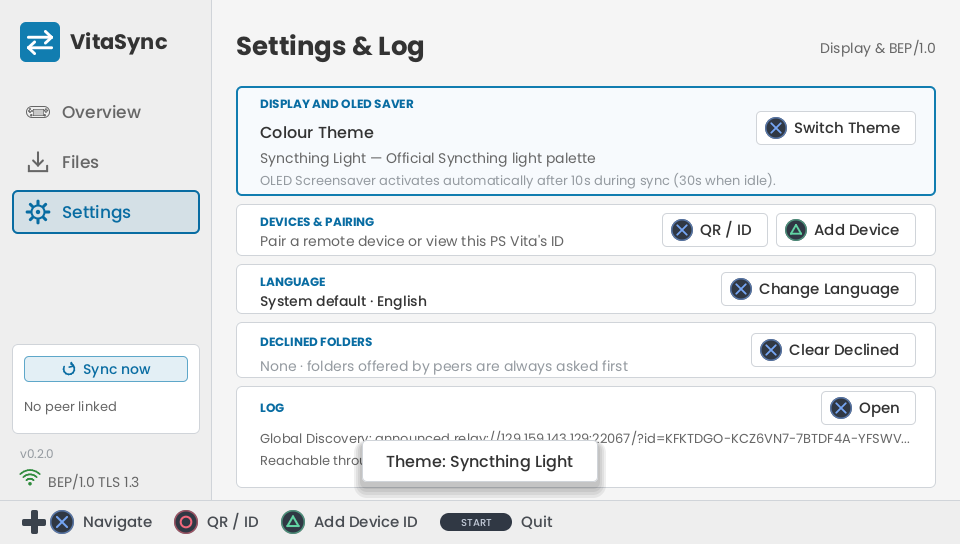 VitaSync
Overview
Files
Settings
Sync now
No peer linked
v0.2.0
BEP/1.0 TLS 1.3
Settings & Log
Display & BEP/1.0
DISPLAY AND OLED SAVER
Colour Theme
Switch Theme
Syncthing Light — Official Syncthing light palette
OLED Screensaver activates automatically after 10s during sync (30s when idle).
DEVICES & PAIRING
Pair a remote device or view this PS Vita's ID
QR / ID
Add Device
LANGUAGE
System default · English
Change Language
DECLINED FOLDERS
None · folders offered by peers are always asked first
Clear Declined
LOG
Open
Global Discovery: announced relay://129.159.143.129:22067/?id=KFKTDGO-KCZ6VN7-7BTDF4A-YFSWV...
Reachable
Theme: Syncthing Light
Navigate
QR / ID
Add Device ID
START
Quit